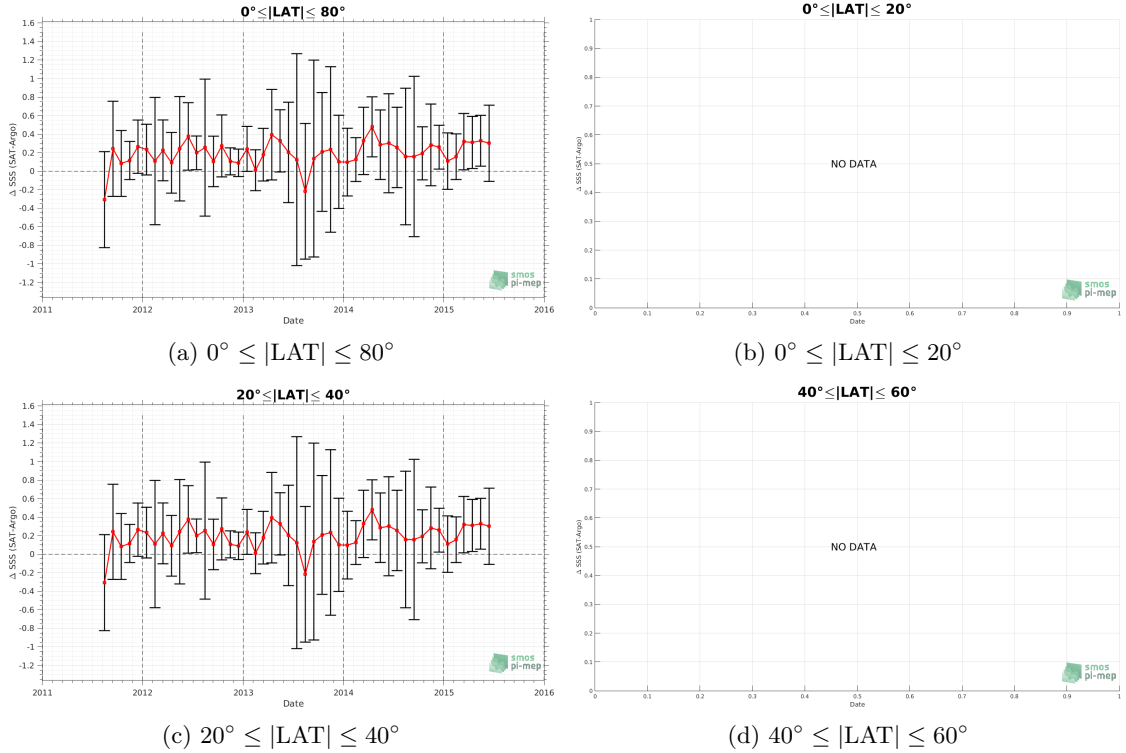 0°≤|LAT|≤ 80°
Δ SSS (SAT-Argo)
1.6
1.4
1.2
1
0.8
0.6
0.4
0.2
0
-0.2
-0.4
-0.6
-0.8
-1
-1.2
2011 2012 2013 2014 2015 2016
Date
smos
pi-mep
(a) 0° ≤ |LAT| ≤ 80°
0°≤|LAT|≤ 20°
Δ SSS (SAT-Argo)
1
0.9
0.8
0.7
0.6
0.5
0.4
0.3
0.2
0.1
0
NO DATA
0 0.1 0.2 0.3 0.4 0.5 0.6 0.7 0.8 0.9 1
Date
smos
pi-mep
(b) 0° ≤ |LAT| ≤ 20°
20°≤|LAT|≤ 40°
Δ SSS (SAT-Argo)
1.6
1.4
1.2
1
0.8
0.6
0.4
0.2
0
-0.2
-0.4
-0.6
-0.8
-1
-1.2
2011 2012 2013 2014 2015 2016
Date
smos
pi-mep
(c) 20° ≤ |LAT| ≤ 40°
40°≤|LAT|≤ 60°
Δ SSS (SAT-Argo)
1
0.9
0.8
0.7
0.6
0.5
0.4
0.3
0.2
0.1
0
NO DATA
0 0.1 0.2 0.3 0.4 0.5 0.6 0.7 0.8 0.9 1
Date
smos
pi-mep
(d) 40° ≤ |LAT| ≤ 60°